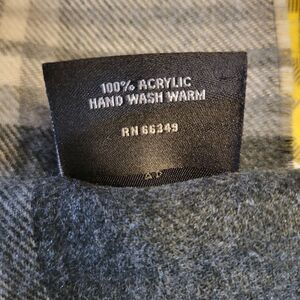 100% ACRYLIC
HAND WASH WARM
RN 66349